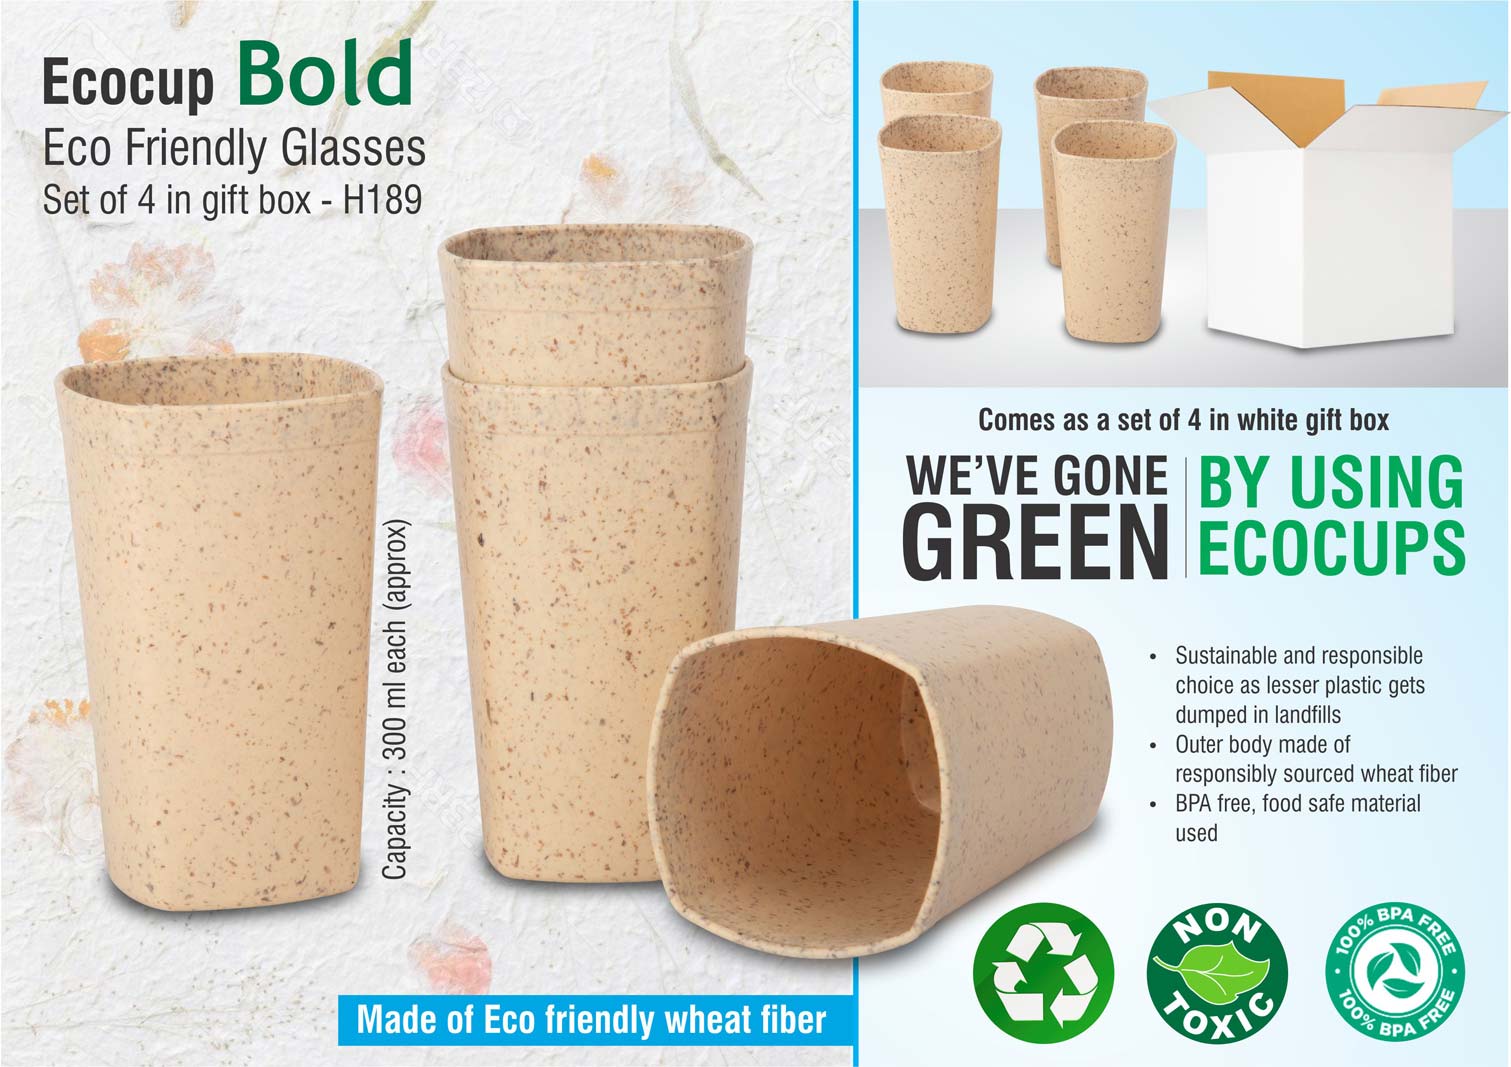 Ecocup Bold
Eco Friendly Glasses
Set of 4 in gift box - H189
Capacity : 300 ml each (approx)
Made of Eco friendly wheat fiber
Comes as a set of 4 in white gift box
WE’VE GONE
GREEN
BY USING
ECOCUPS
• Sustainable and responsible
choice as lesser plastic gets
dumped in landfills
• Outer body made of
responsibly sourced wheat fiber
• BPA free, food safe material
used
NON
TOXIC
100% BPA FREE
100% BPA FREE